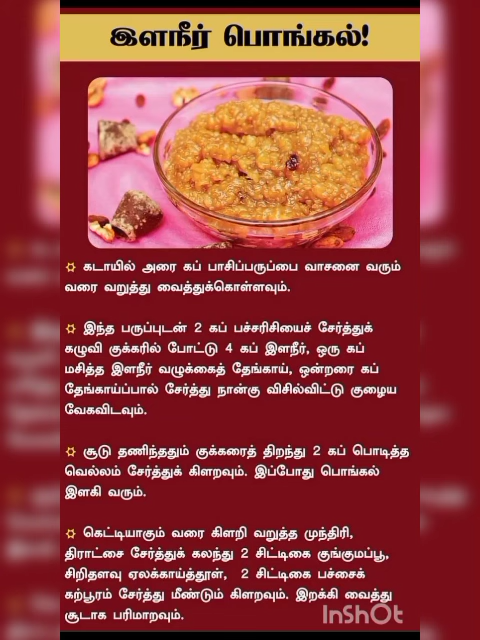 இளநீர் பொங்கல்!
✡ கடாயில் அரை கப் பாசிப்பருப்பை வாசனை வரும்
வரை வறுத்து வைத்துக்கொள்ளவும்.
✡ இந்த பருப்புடன் 2 கப் பச்சரிசியைச் சேர்த்துக்
கழுவி குக்கரில் போட்டு 4 கப் இளநீர், ஒரு கப்
மசித்த இளநீர் வழுக்கைத் தேங்காய், ஒன்றரை கப்
தேங்காய்ப்பால் சேர்த்து நான்கு விசில்விட்டு குழைய
வேகவிடவும்.
✡ சூடு தணிந்ததும் குக்கரைத் திறந்து 2 கப் பொடித்த
வெல்லம் சேர்த்துக் கிளறவும். இப்போது பொங்கல்
இளகி வரும்.
✡ கெட்டியாகும் வரை கிளறி வறுத்த முந்திரி,
திராட்சை சேர்த்துக் கலந்து 2 சிட்டிகை குங்குமப்பூ,
சிறிதளவு ஏலக்காய்த்தூள், 2 சிட்டிகை பச்சைக்
கற்பூரம் சேர்த்து மீண்டும் கிளறவும். இறக்கி வைத்து
சூடாக பரிமாறவும்.
InShOt